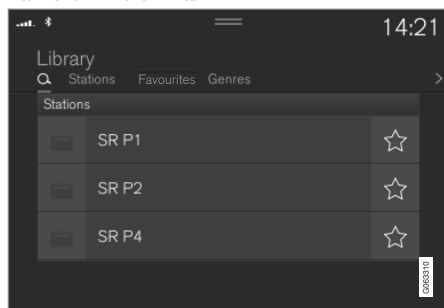 14:21
Library
Stations Favourites Genres
Stations
SR P1
SR P2
SR P4
G063310